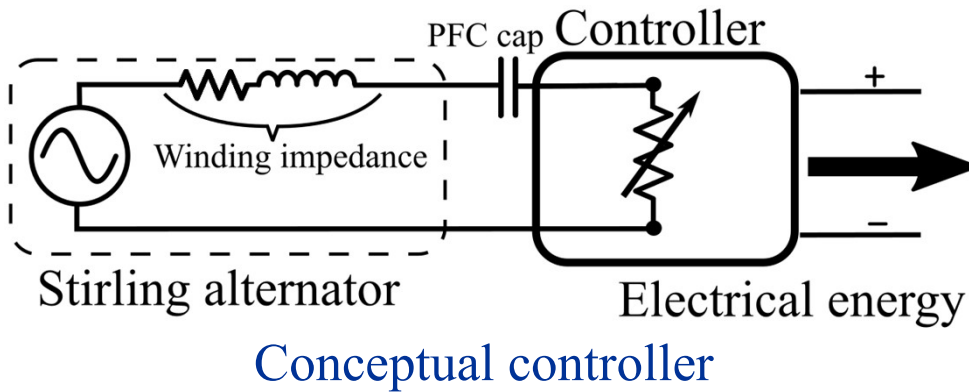 PFC cap
Controller
Winding impedance
+
−
Stirling alternator
Electrical energy
Conceptual controller